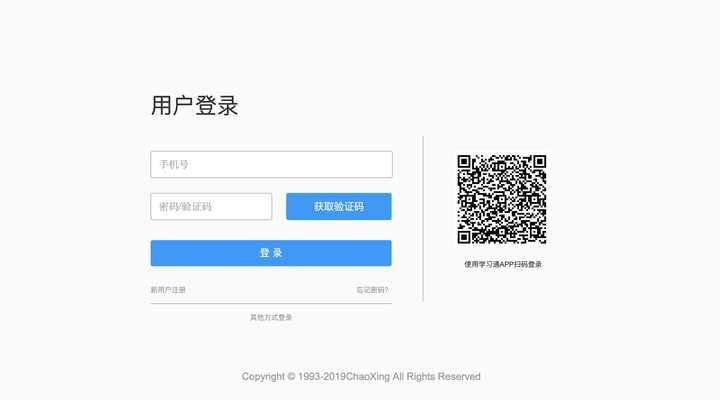 用户登录
手机号
密码/验证码
获取验证码
登 录
新用户注册
忘记密码?
其他方式登录
使用学习通APP扫码登录
Copyright © 1993-2019ChaoXing All Rights Reserved